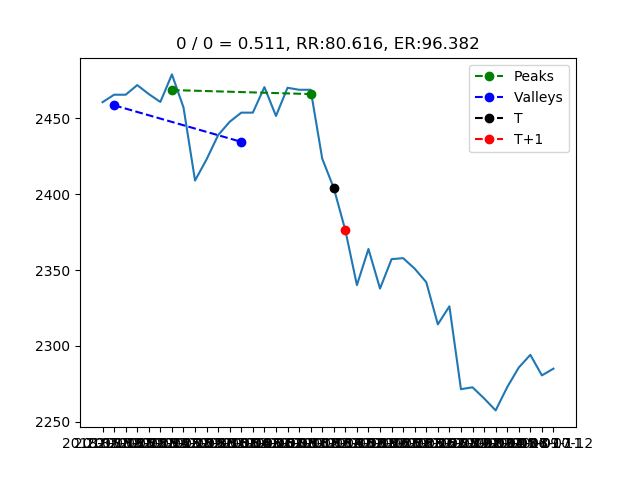 0 / 0 = 0.511, RR:80.616, ER:96.382
Peaks
Valleys
T
T+1
2450
2400
2350
2300
2250